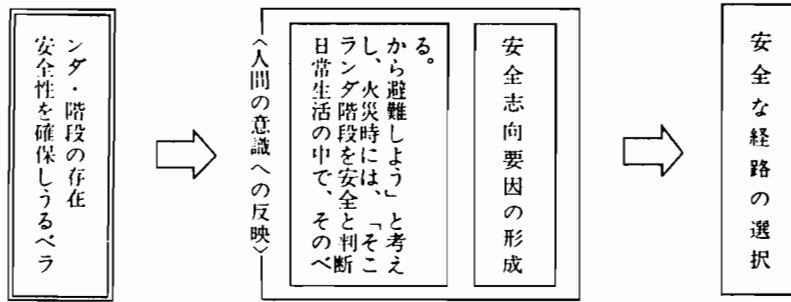 安全性を確保しうるベラ
ンダ・階段の存在
〈人間の意識への反映〉
日常生活の中で、そのベ
ランダ階段を安全と判断
し、火災時には、「そこ
から避難しよう」と考え
る。
安全志向要因の形成
安全な経路の選択